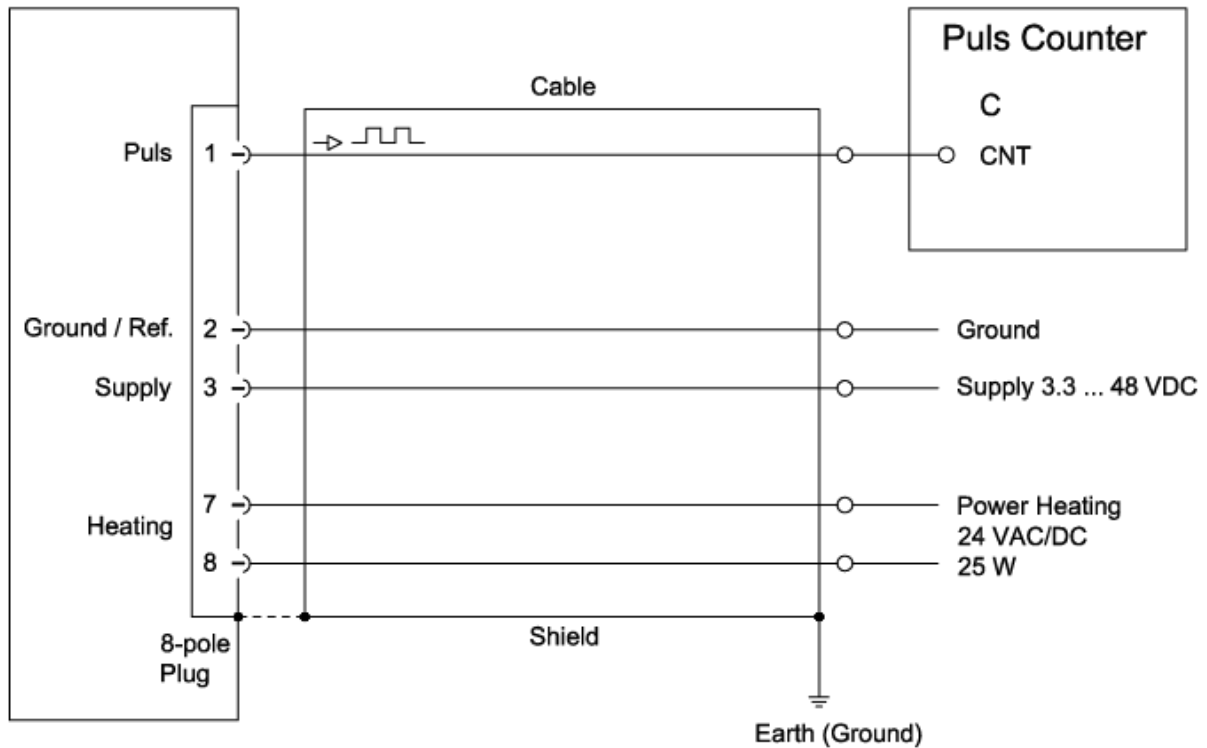 Puls Counter
Cable
C
Puls 1 CNT
Ground / Ref. 2 Ground
Supply 3 Supply 3.3 ... 48 VDC
7 Power Heating
Heating 24 VAC/DC
8 25 W
8-pole
Plug
Shield
Earth (Ground)